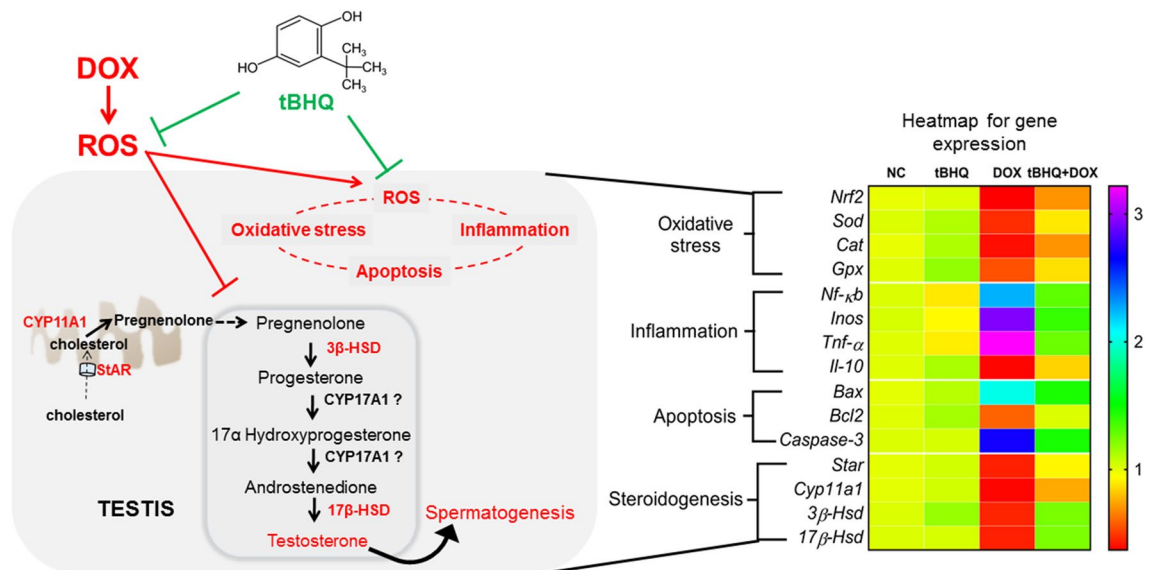 OH
CH3
CH3
CH3
HO
tBHQ
DOX
ROS
ROS
Oxidative stress
Inflammation
Apoptosis
CYP11A1
Pregnenolone
cholesterol
StAR
cholesterol
Pregnenolone
3β-HSD
Progesterone
CYP17A1 ?
17α Hydroxyprogesterone
CYP17A1 ?
Androstenedione
17β-HSD
Testosterone
Spermatogenesis
TESTIS
Heatmap for gene
expression
NC tBHQ DOX tBHQ+DOX
Oxidative
stress
Nrf2
Sod
Cat
Gpx
Inflammation
Nf-κb
Inos
Tnf-α
Il-10
Apoptosis
Bax
Bcl2
Caspase-3
Steroidogenesis
Star
Cyp11a1
3β-Hsd
17β-Hsd
3
2
1